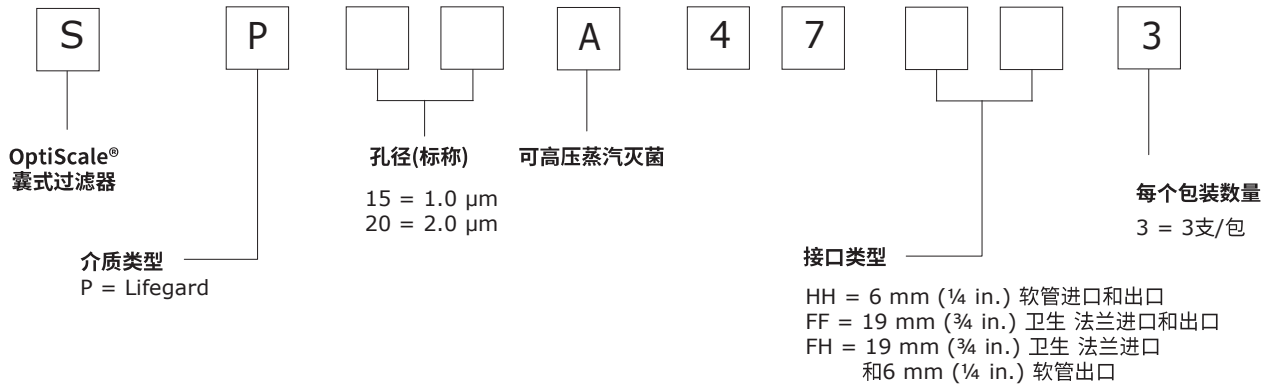 S P A 4 7 3
OptiScale®
囊式过滤器
孔径(标称)
15 = 1.0 µm
20 = 2.0 µm
可高压蒸汽灭菌
每个包装数量
3 = 3支/包
介质类型
P = Lifegard
接口类型
HH = 6 mm (¼ in.) 软管进口和出口
FF = 19 mm (¾ in.) 卫生 法兰进口和出口
FH = 19 mm (¾ in.) 卫生 法兰进口
和6 mm (¼ in.) 软管出口